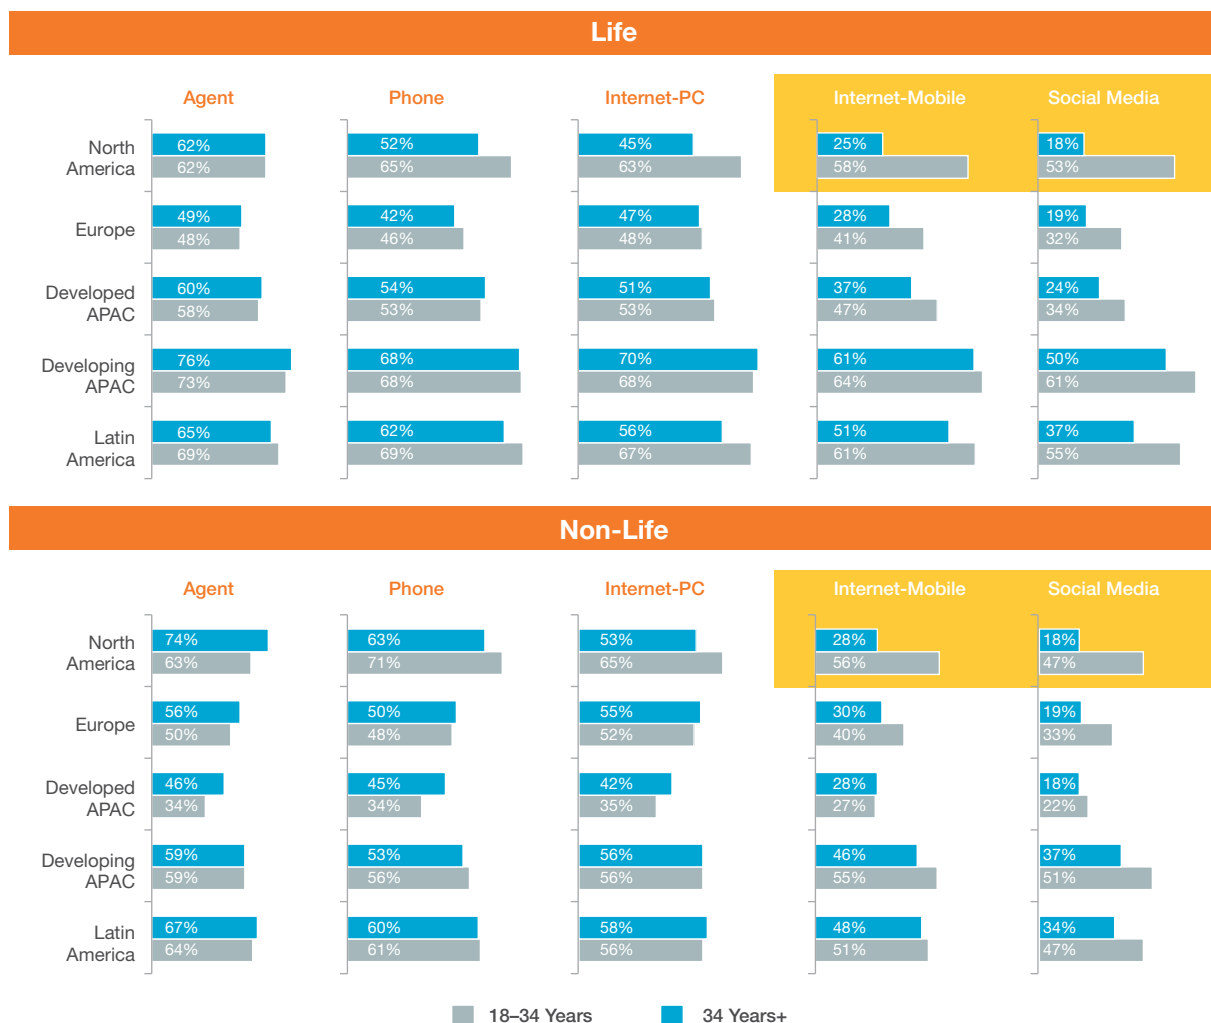 Life
Agent Phone Internet-PC Internet-Mobile Social Media
North
America
62% 52% 45% 25% 18%
62% 65% 63% 58% 53%
Europe
49% 42% 47% 28% 19%
48% 46% 48% 41% 32%
Developed
APAC
60% 54% 51% 37% 24%
58% 53% 53% 47% 34%
Developing
APAC
76% 68% 70% 61% 50%
73% 68% 68% 64% 61%
Latin
America
65% 62% 56% 51% 37%
69% 69% 67% 61% 55%
Non-Life
Agent Phone Internet-PC Internet-Mobile Social Media
North
America
74% 63% 53% 28% 18%
63% 71% 65% 56% 47%
Europe
56% 50% 55% 30% 19%
50% 48% 52% 40% 33%
Developed
APAC
46% 45% 42% 28% 18%
34% 34% 35% 27% 22%
Developing
APAC
59% 53% 56% 46% 37%
59% 56% 56% 55% 51%
Latin
America
67% 60% 58% 48% 34%
64% 61% 56% 51% 47%
18–34 Years 34 Years+